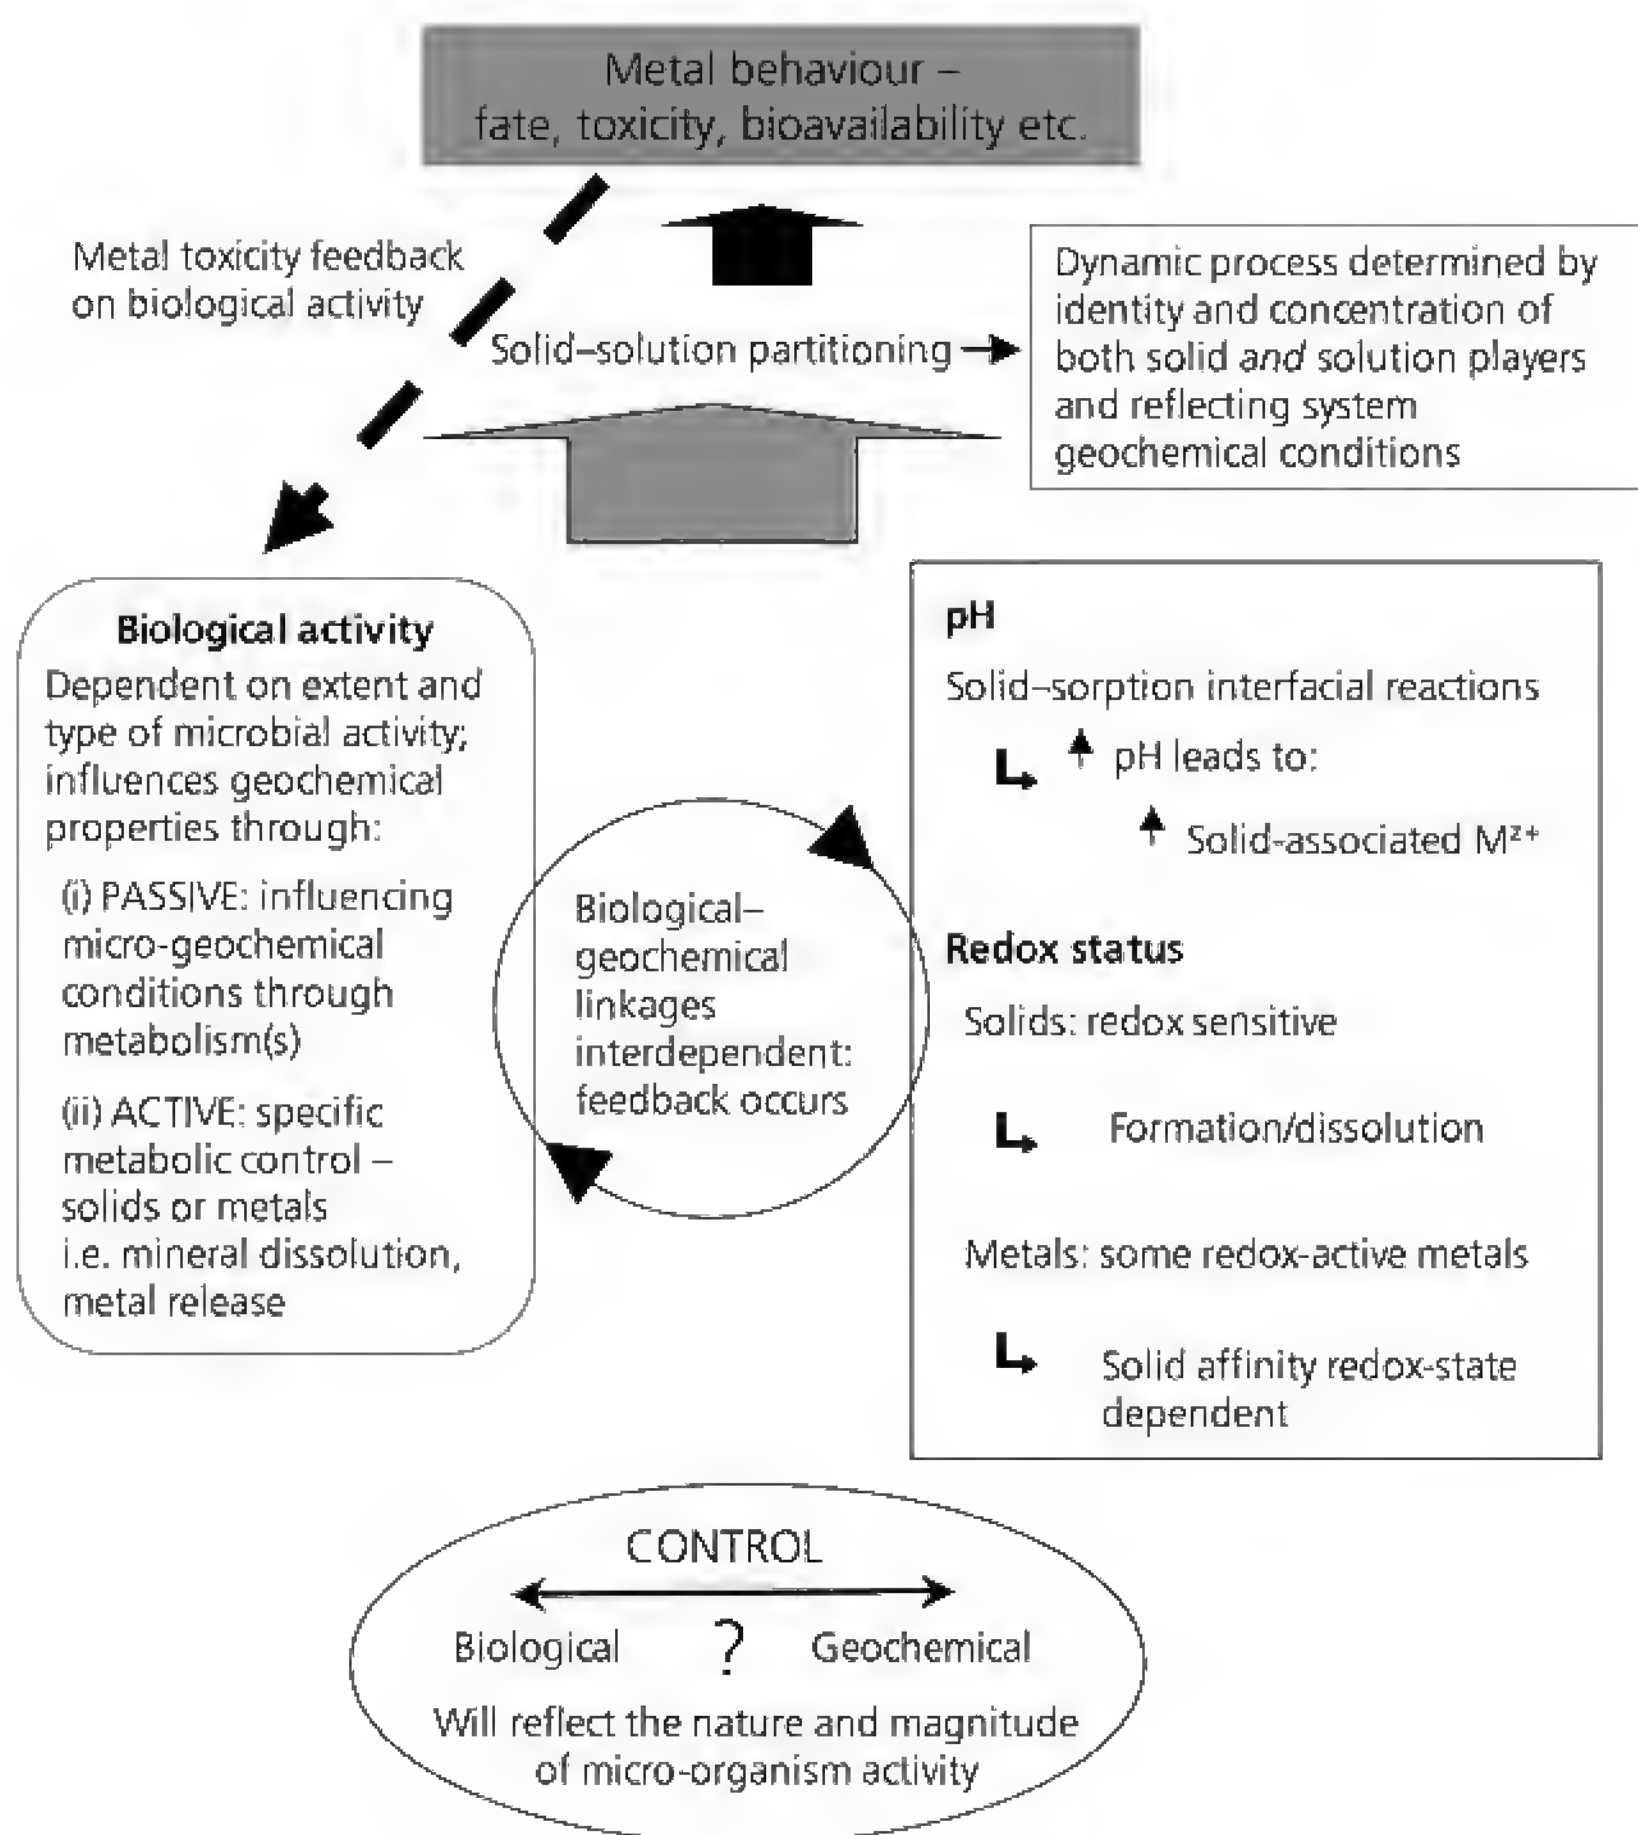 Metal behaviour –
fate, toxicity, bioavailability etc.
Metal toxicity feedback
on biological activity
Solid–solution partitioning
Dynamic process determined by
identity and concentration of
both solid and solution players
and reflecting system
geochemical conditions
Biological activity
Dependent on extent and
type of microbial activity;
influences geochemical
properties through:
(i) PASSIVE: influencing
micro-geochemical
conditions through
metabolism(s)
(ii) ACTIVE: specific
metabolic control –
solids or metals
i.e. mineral dissolution,
metal release
Biological–
geochemical
linkages
interdependent:
feedback occurs
pH
Solid–sorption interfacial reactions
pH leads to:
Solid-associated Mᶻ⁺
Redox status
Solids: redox sensitive
Formation/dissolution
Metals: some redox-active metals
Solid affinity redox-state
dependent
CONTROL
Biological ? Geochemical
Will reflect the nature and magnitude
of micro-organism activity